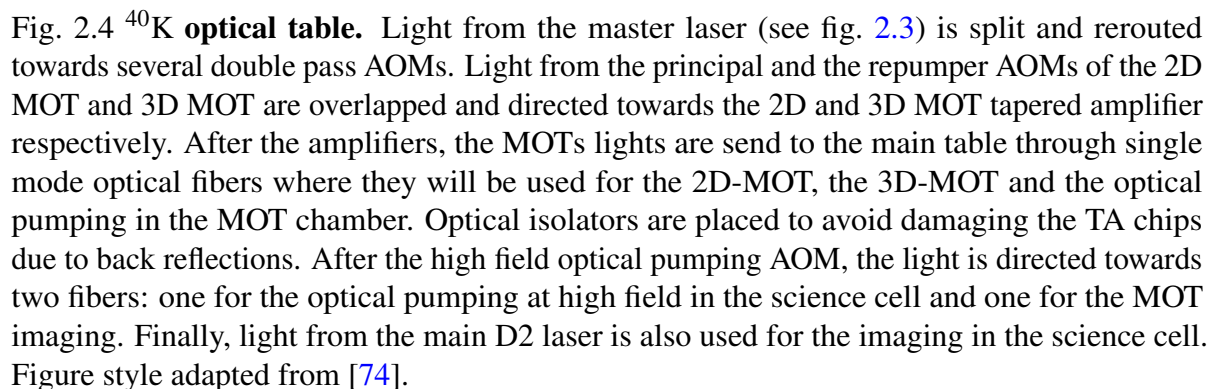 Fig. 2.4 ⁴⁰K optical table. Light from the master laser (see fig. 2.3) is split and rerouted
towards several double pass AOMs. Light from the principal and the repumper AOMs of the 2D
MOT and 3D MOT are overlapped and directed towards the 2D and 3D MOT tapered amplifier
respectively. After the amplifiers, the MOTs lights are send to the main table through single
mode optical fibers where they will be used for the 2D-MOT, the 3D-MOT and the optical
pumping in the MOT chamber. Optical isolators are placed to avoid damaging the TA chips
due to back reflections. After the high field optical pumping AOM, the light is directed towards
two fibers: one for the optical pumping at high field in the science cell and one for the MOT
imaging. Finally, light from the main D2 laser is also used for the imaging in the science cell.
Figure style adapted from [74].